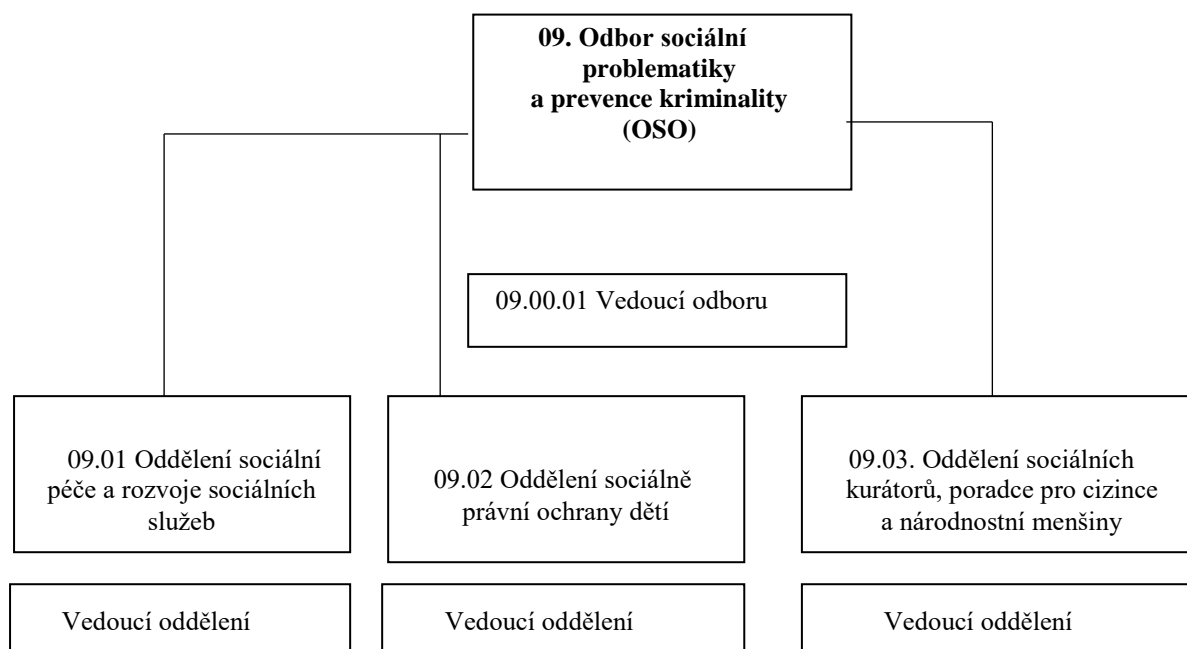 09. Odbor sociální
problematiky
a prevence kriminality
(OSO)
09.00.01 Vedoucí odboru
09.01 Oddělení sociální
péče a rozvoje sociálních
služeb
09.02 Oddělení sociálně
právní ochrany dětí
09.03. Oddělení sociálních
kurátorů, poradce pro cizince
a národnostní menšiny
Vedoucí oddělení
Vedoucí oddělení
Vedoucí oddělení